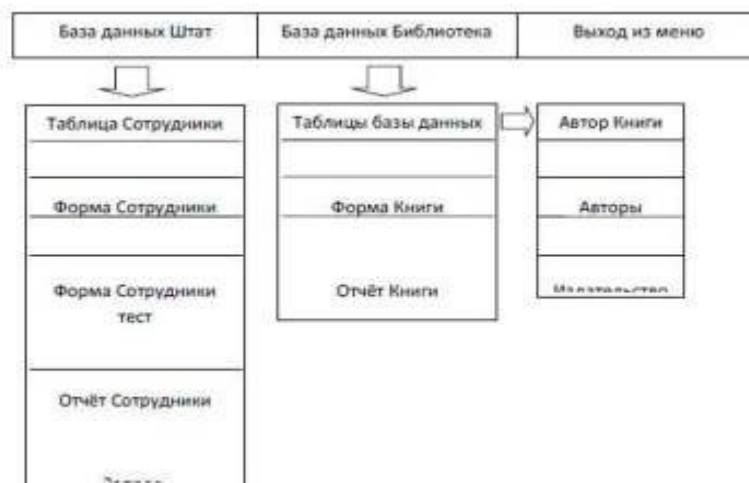 База данных Штат
База данных Библиотека
Выход из меню
Таблица Сотрудники
Форма Сотрудники
Форма Сотрудники
тест
Отчёт Сотрудники
Таблицы базы данных
Форма Книги
Отчёт Книги
Автор Книги
Авторы
Издательство